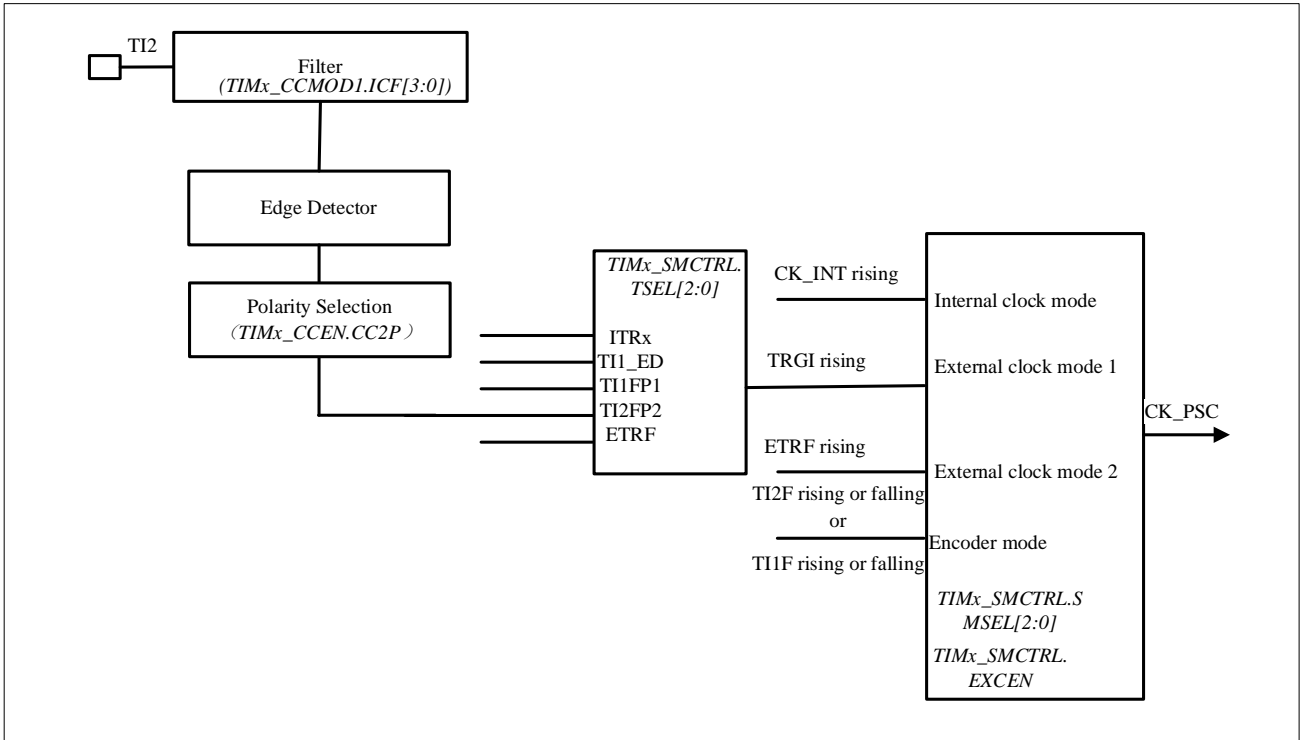 TI2
Filter
(TIMx_CCMOD1.ICF[3:0])
Edge Detector
Polarity Selection
（TIMx_CCEN.CC2P）
TIMx_SMCTRL.
TSEL[2:0]
ITRx
TI1_ED
TI1FP1
TI2FP2
ETRF
CK_INT rising
TRGI rising
ETRF rising
TI2F rising or falling
or
TI1F rising or falling
Internal clock mode
External clock mode 1
External clock mode 2
Encoder mode
TIMx_SMCTRL.S
MSEL[2:0]
TIMx_SMCTRL.
EXCEN
CK_PSC